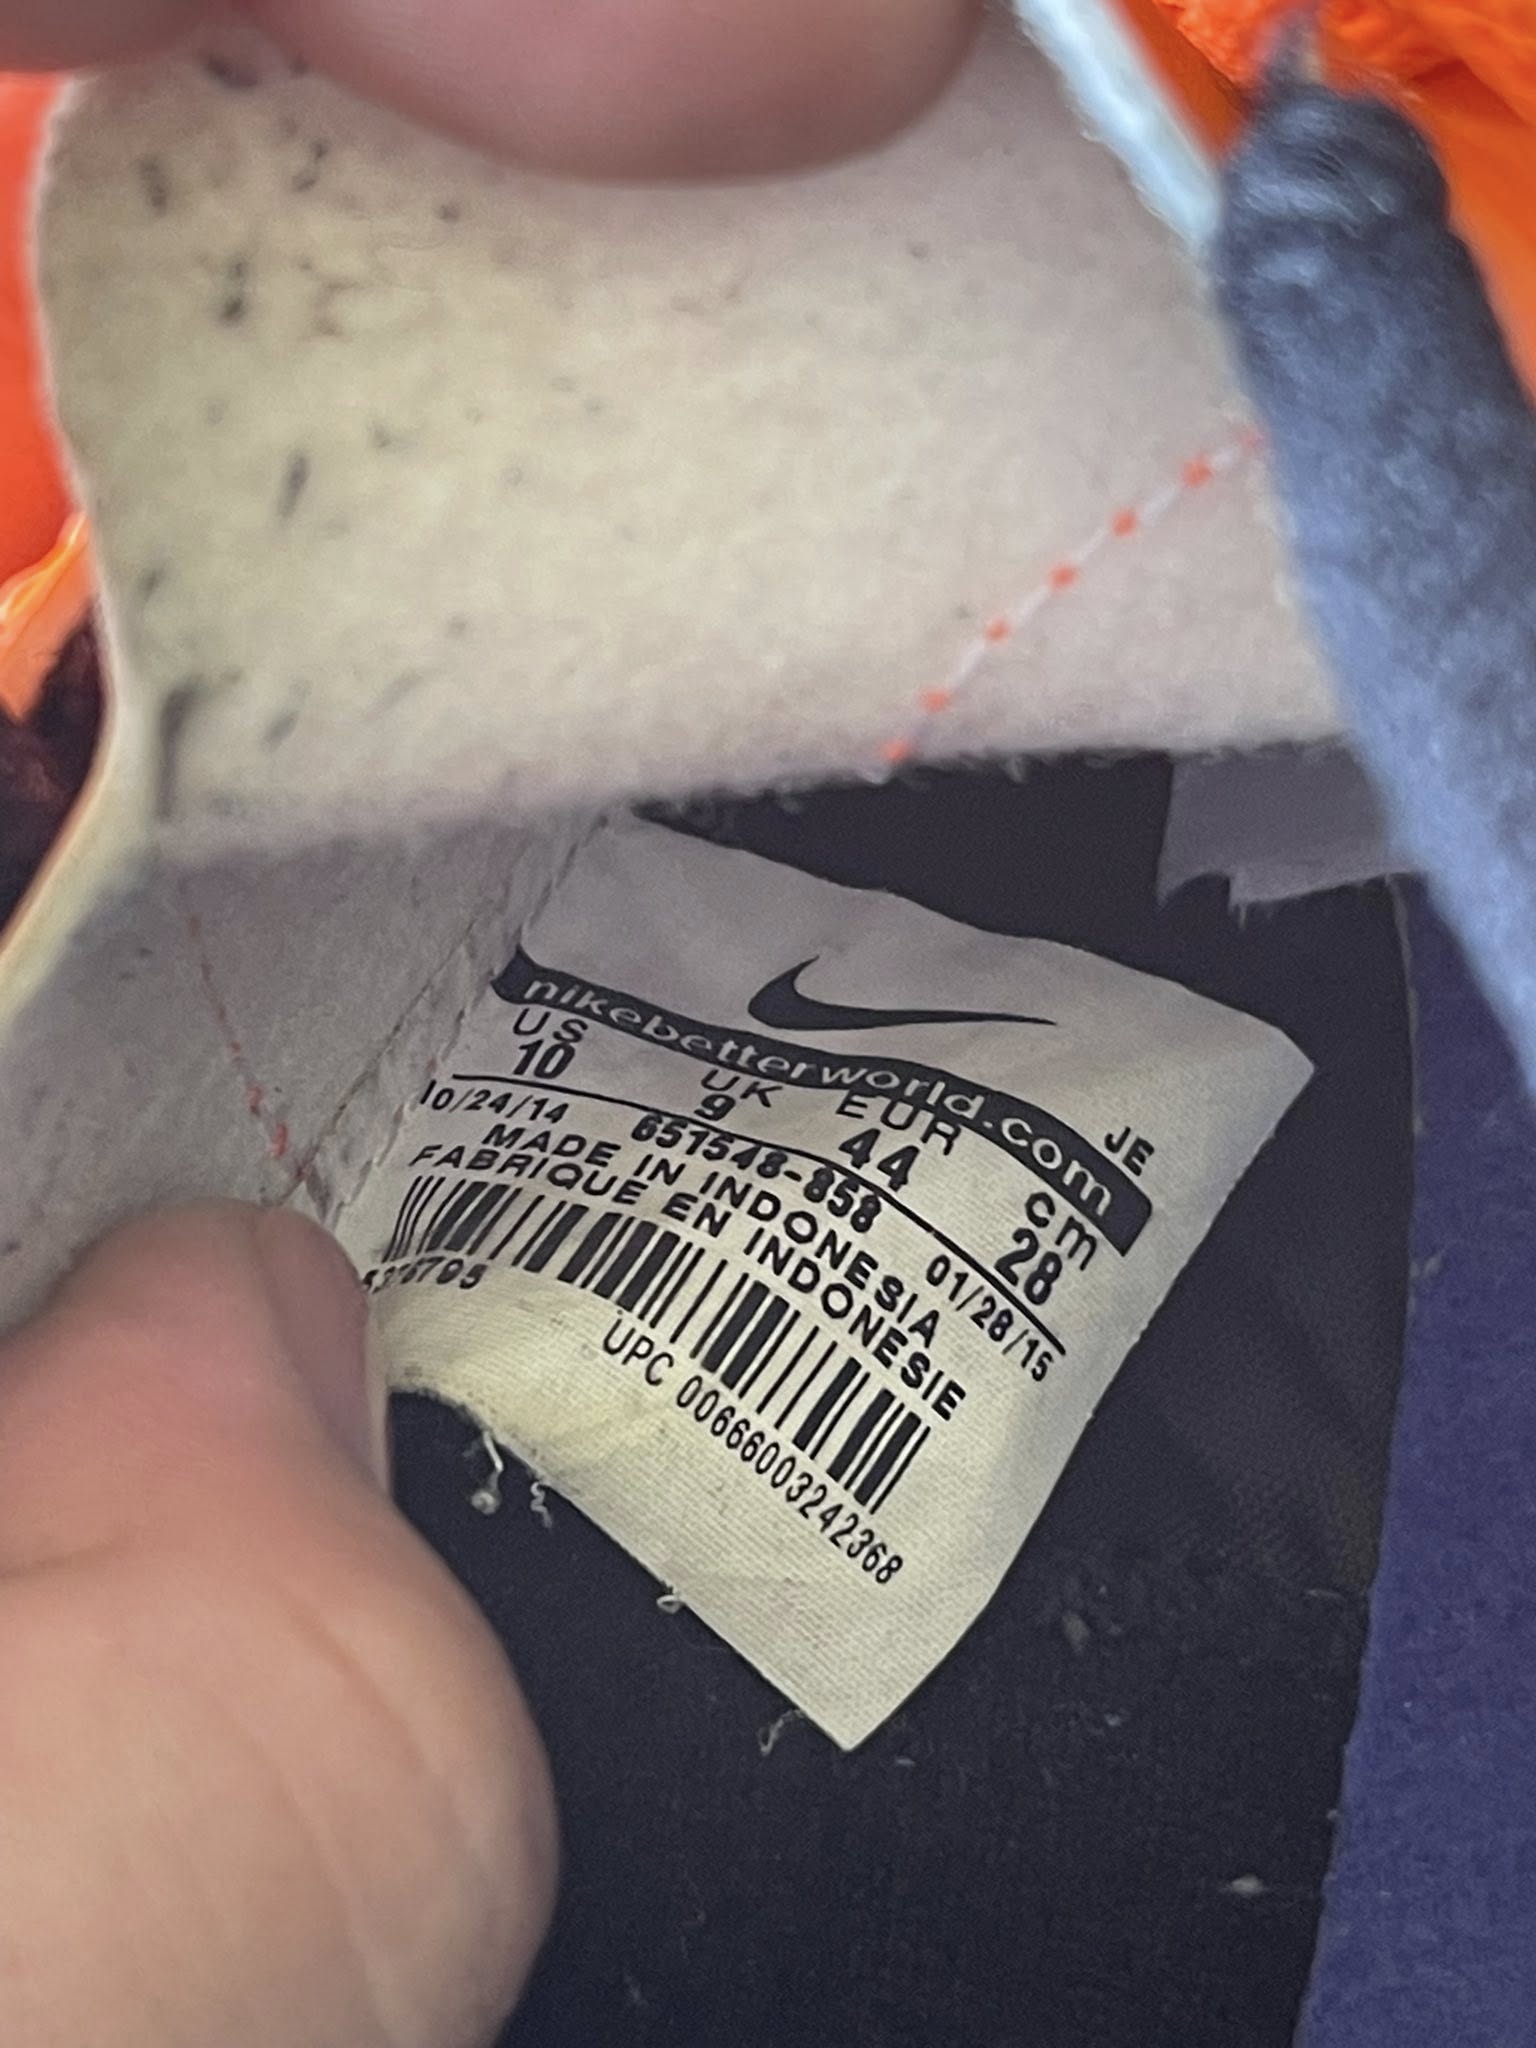 nikebetterworld.com
JE
US UK EUR cm
10 9 44 28
10/24/14 651548-858 01/28/15
MADE IN INDONESIA
FABRIQUE EN INDONESIE
UPC 00666003242368